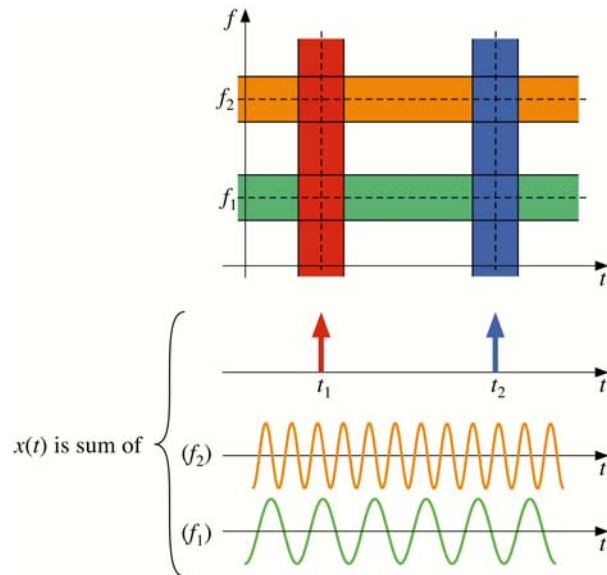 f
f₂
f₁
t
t₁ t₂ t
x(t) is sum of
(f₂) t
(f₁) t